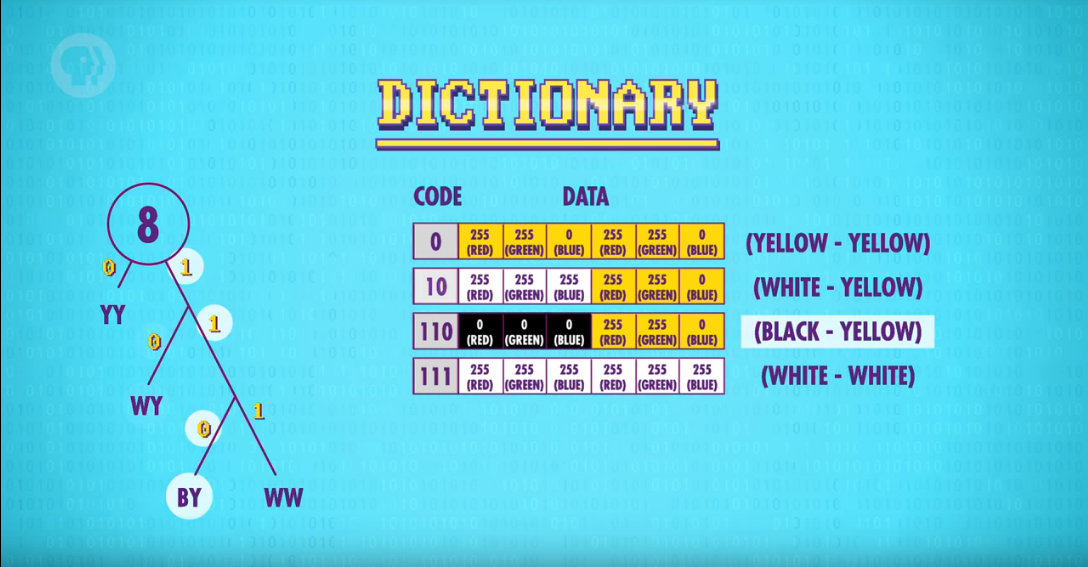 DICTIONARY
CODE DATA
0 255 (RED) 255 (GREEN) 0 (BLUE) 255 (RED) 255 (GREEN) 0 (BLUE) (YELLOW - YELLOW)
10 255 (RED) 255 (GREEN) 255 (BLUE) 255 (RED) 255 (GREEN) 0 (BLUE) (WHITE - YELLOW)
110 0 (RED) 0 (GREEN) 0 (BLUE) 255 (RED) 255 (GREEN) 0 (BLUE) (BLACK - YELLOW)
111 255 (RED) 255 (GREEN) 255 (BLUE) 255 (RED) 255 (GREEN) 255 (BLUE) (WHITE - WHITE)
8
0 1
YY
0 1
WY
0 1
BY WW